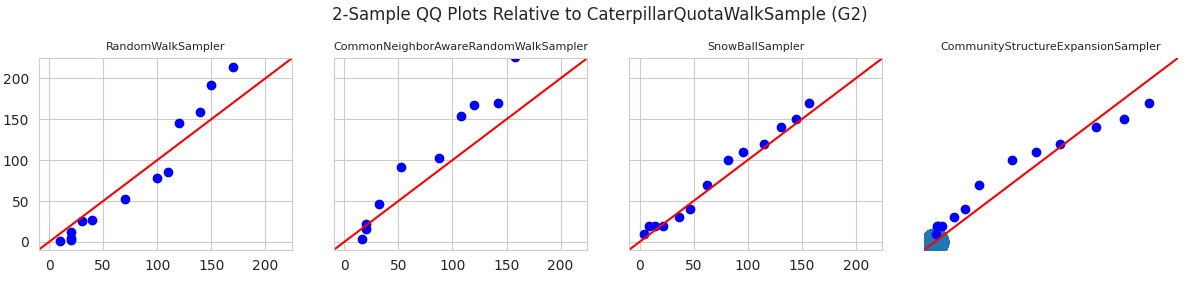 2-Sample QQ Plots Relative to CaterpillarQuotaWalkSample (G2)
RandomWalkSampler
CommonNeighborAwareRandomWalkSampler
SnowBallSampler
CommunityStructureExpansionSampler
200
150
100
50
0
0 50 100 150 200
0 50 100 150 200
0 50 100 150 200